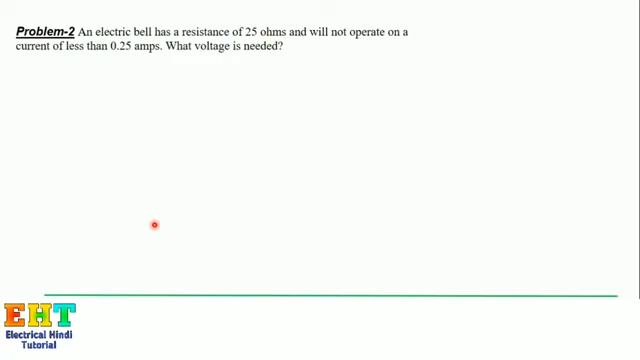 Problem-2 An electric bell has a resistance of 25 ohms and will not operate on a
current of less than 0.25 amps. What voltage is needed?
EHT
Electrical Hindi
Tutorial